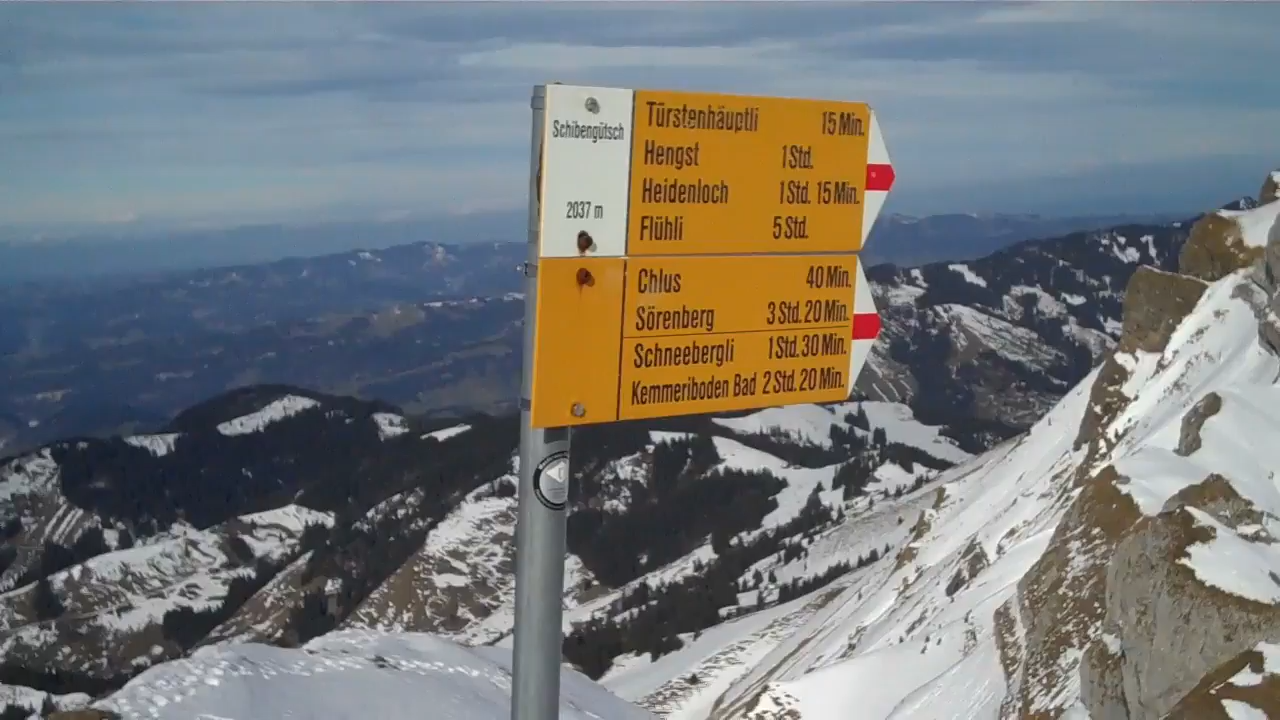 Schibengütsch
2037 m
Türstenhäuptli 15 Min.
Hengst 1 Std.
Heidenloch 1 Std. 15 Min.
Flühli 5 Std.
Chlus 40 Min.
Sörenberg 3 Std. 20 Min.
Schneebergli 1 Std. 30 Min.
Kemmeriboden Bad 2 Std. 20 Min.